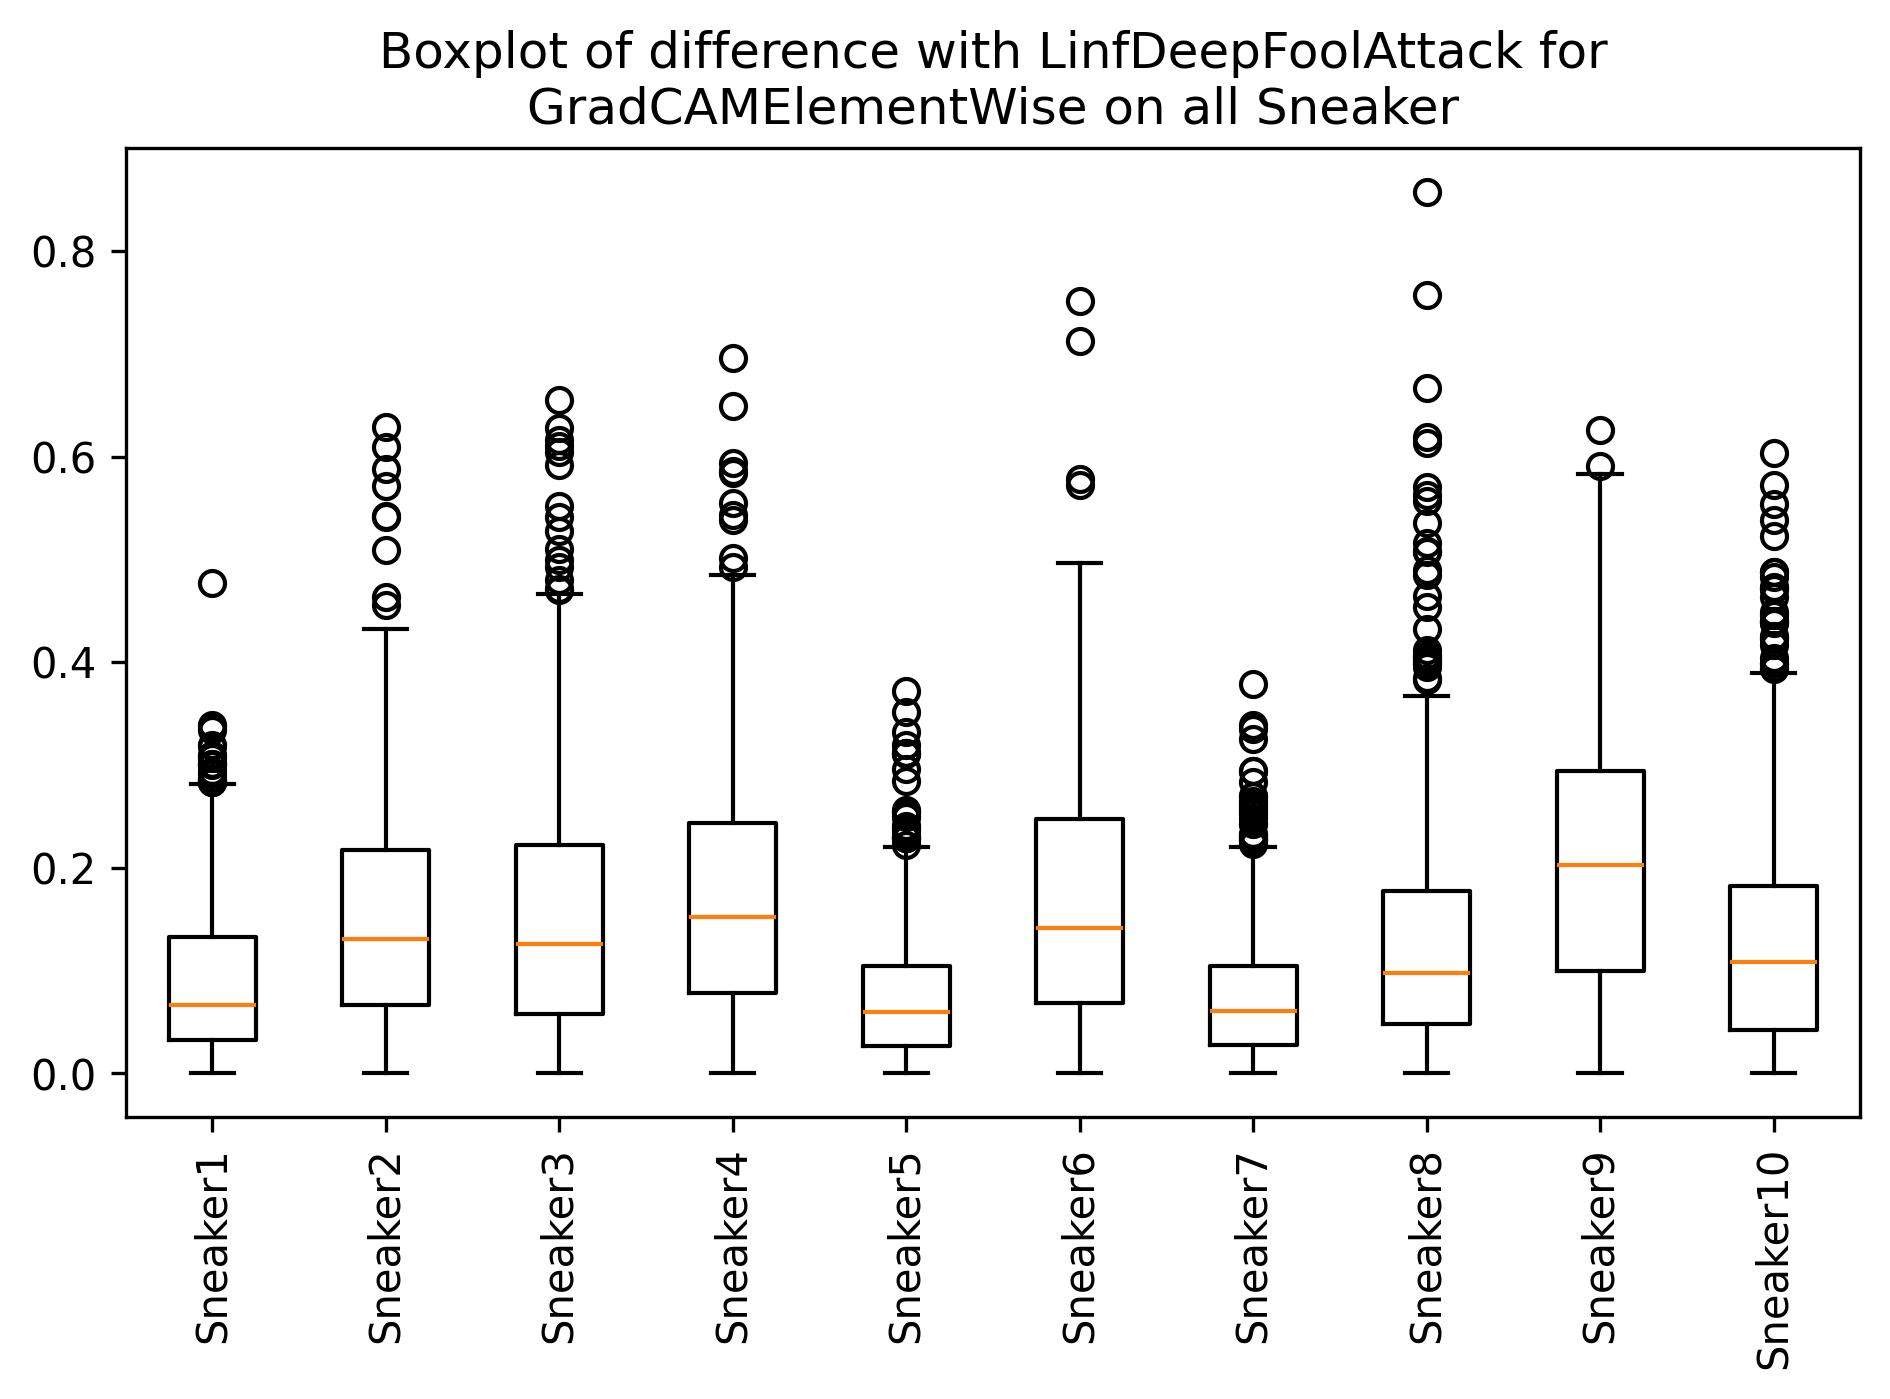 Boxplot of difference with LinfDeepFoolAttack for
GradCAMElementWise on all Sneaker
0.8
0.6
0.4
0.2
0.0
Sneaker1
Sneaker2
Sneaker3
Sneaker4
Sneaker5
Sneaker6
Sneaker7
Sneaker8
Sneaker9
Sneaker10